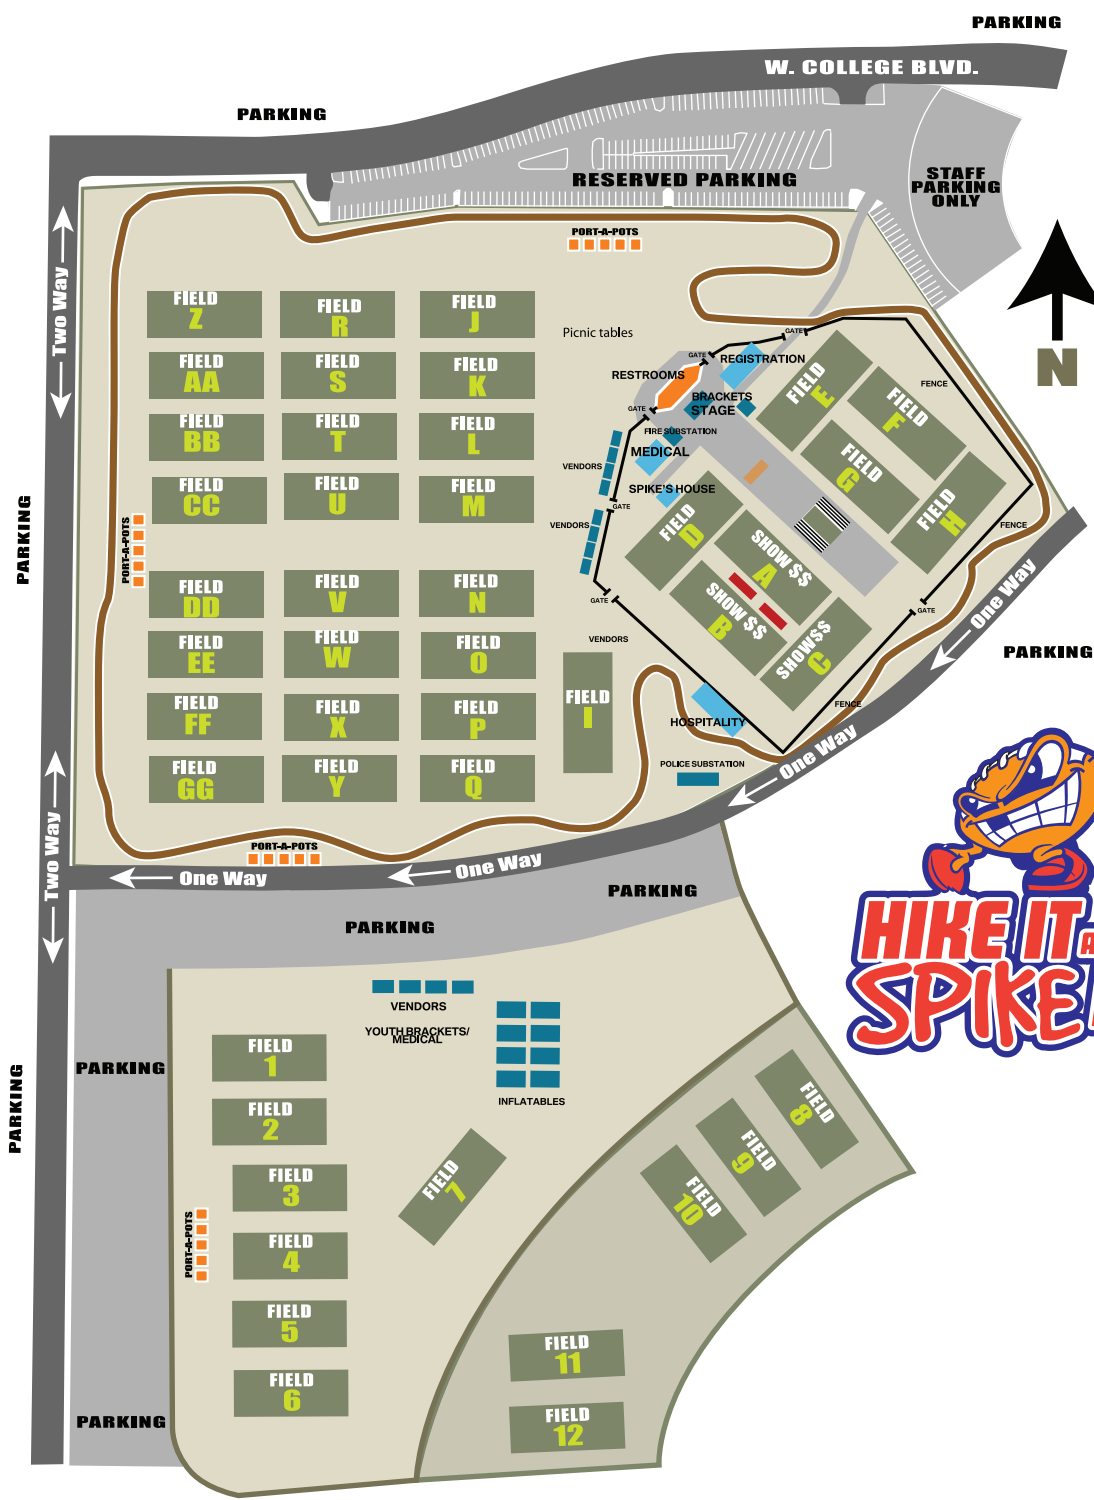 PARKING
W. COLLEGE BLVD.
PARKING
RESERVED PARKING
STAFF
PARKING
ONLY
PORT-A-POTS
Two Way
N
FIELD
Z
FIELD
R
FIELD
J
Picnic tables
GATE
GATE
REGISTRATION
RESTROOMS
BRACKETS
STAGE
GATE
FIRE SUBSTATION
MEDICAL
VENDORS
SPIKE'S HOUSE
GATE
VENDORS
FIELD
E
FIELD
F
FENCE
FIELD
G
FIELD
H
FENCE
FIELD
AA
FIELD
S
FIELD
K
FIELD
BB
FIELD
T
FIELD
L
FIELD
CC
FIELD
U
FIELD
M
PARKING
PORT-A-POTS
FIELD
D
SHOW $$
A
SHOW $$
B
SHOW$$
C
GATE
GATE
One Way
FIELD
DD
FIELD
V
FIELD
N
FIELD
EE
FIELD
W
FIELD
O
VENDORS
PARKING
FIELD
I
FIELD
FF
FIELD
X
FIELD
P
HOSPITALITY
FENCE
One Way
POLICE SUBSTATION
FIELD
GG
FIELD
Y
FIELD
Q
Two Way
PORT-A-POTS
One Way
One Way
PARKING
PARKING
HIKE IT
SPIKE
VENDORS
YOUTH BRACKETS/
MEDICAL
INFLATABLES
PARKING
PARKING
FIELD
1
FIELD
2
FIELD
3
FIELD
4
FIELD
5
FIELD
6
PORT-A-POTS
FIELD
7
FIELD
8
FIELD
9
FIELD
10
FIELD
11
FIELD
12
PARKING